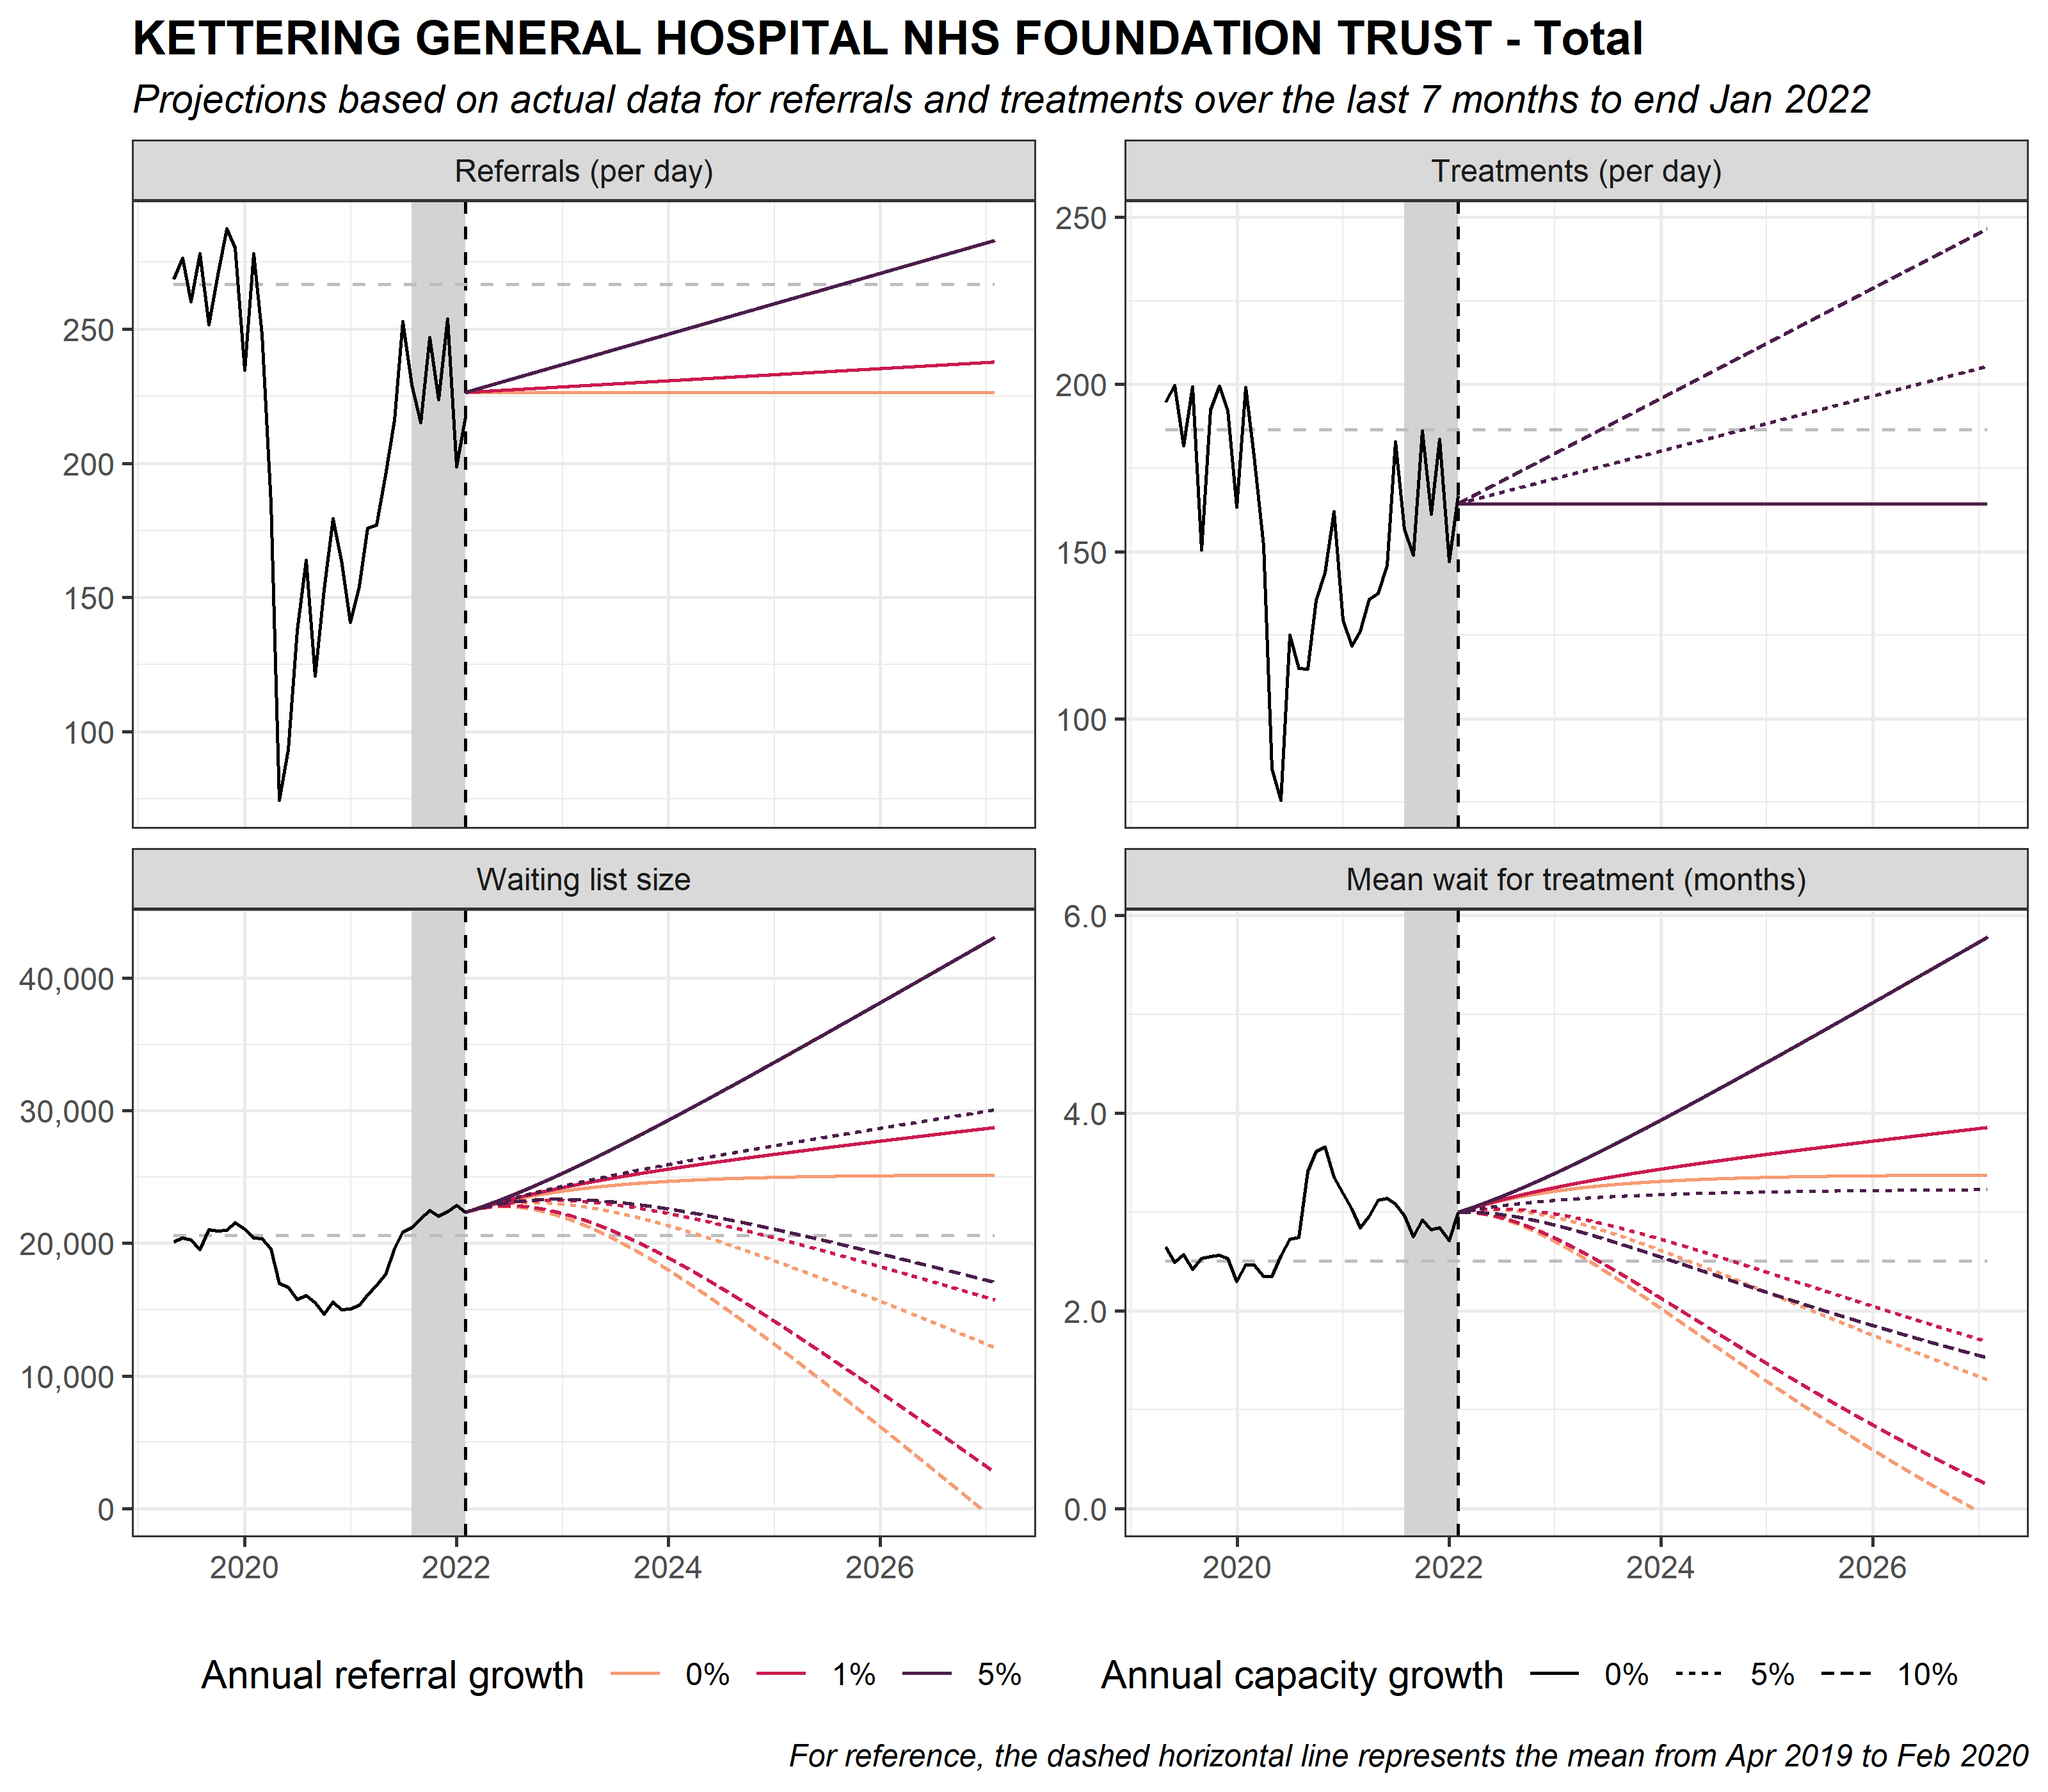 KETTERING GENERAL HOSPITAL NHS FOUNDATION TRUST - Total
Projections based on actual data for referrals and treatments over the last 7 months to end Jan 2022
Referrals (per day)
250
200
150
100
Treatments (per day)
250
200
150
100
Waiting list size
40,000
30,000
20,000
10,000
0
2020 2022 2024 2026
Mean wait for treatment (months)
6.0
4.0
2.0
0.0
2020 2022 2024 2026
Annual referral growth 0% 1% 5%
Annual capacity growth 0% 5% 10%
For reference, the dashed horizontal line represents the mean from Apr 2019 to Feb 2020